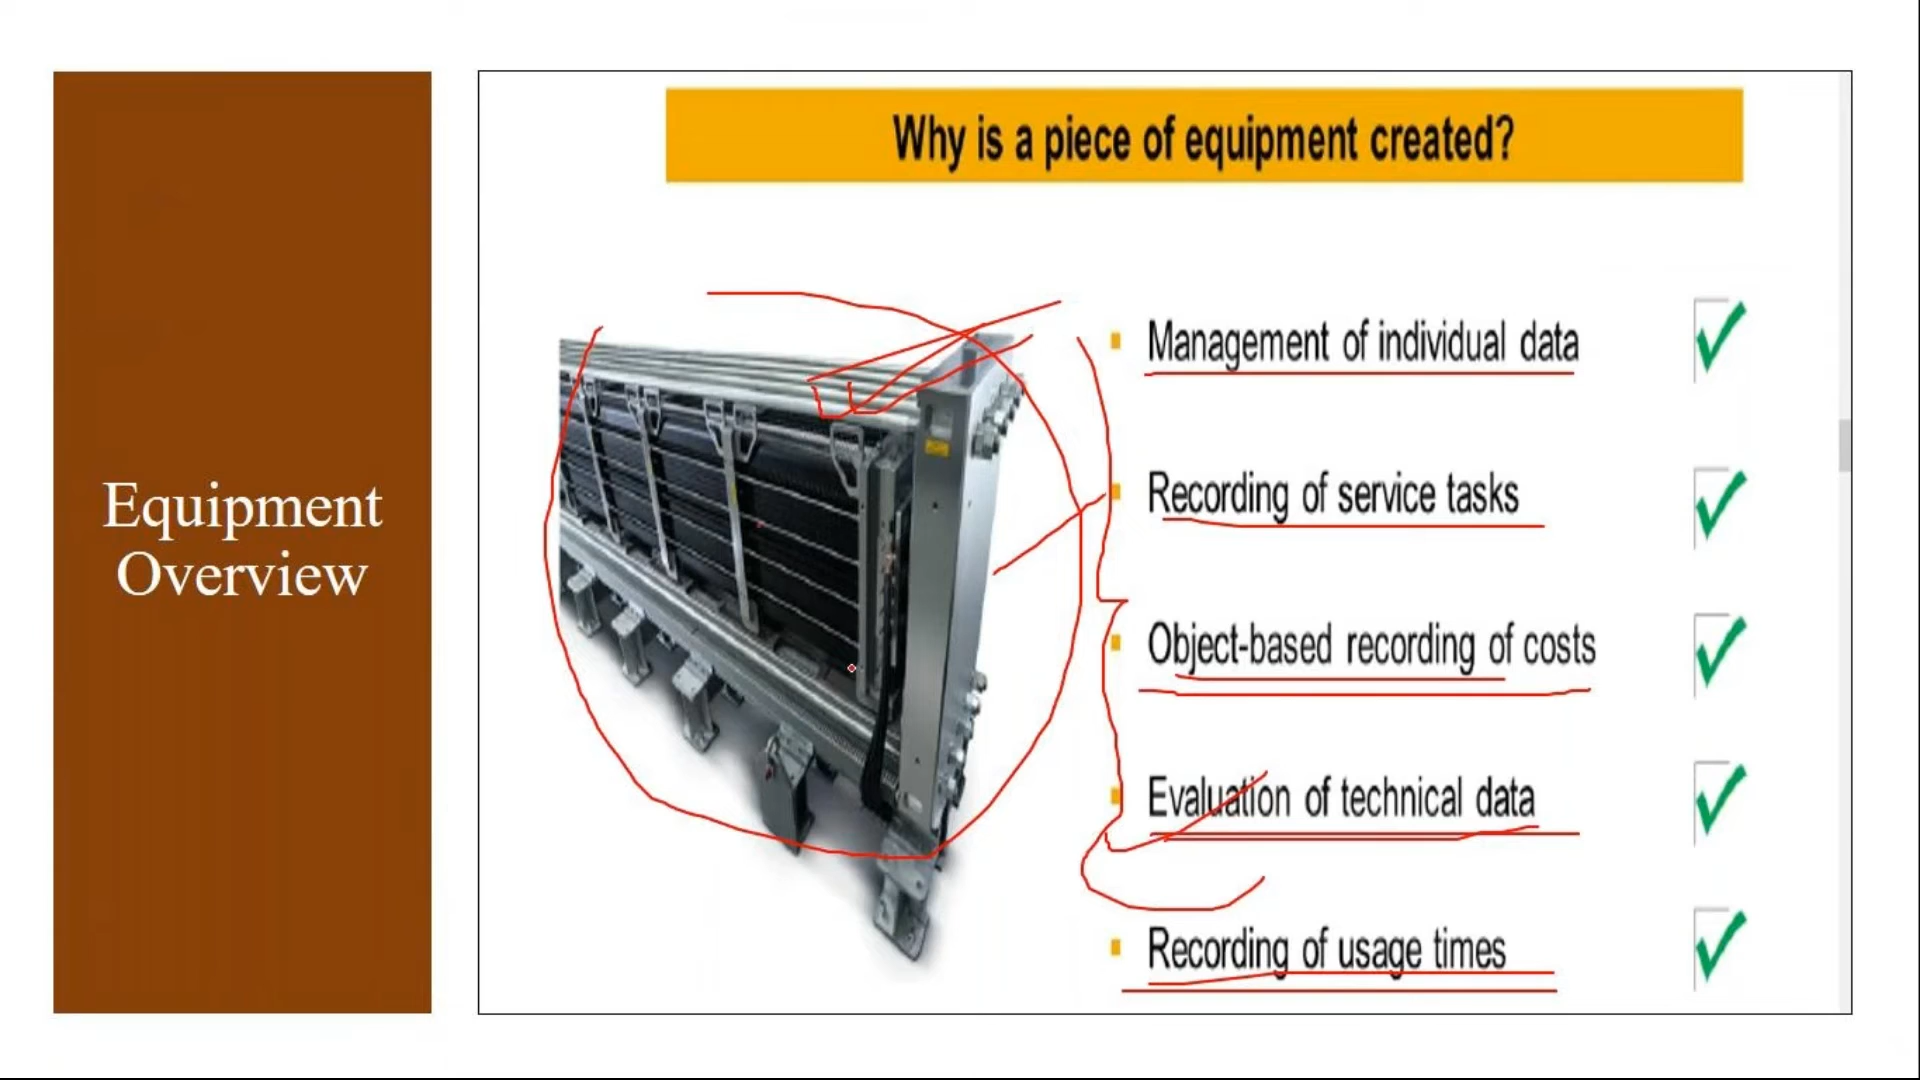 Equipment
Overview
Why is a piece of equipment created?
Management of individual data
Recording of service tasks
Object-based recording of costs
Evaluation of technical data
Recording of usage times